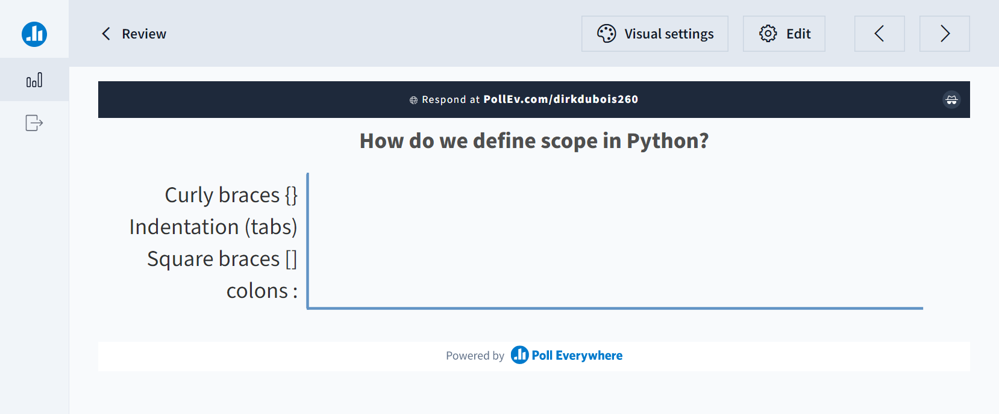 Review
Visual settings
Edit
Respond at PollEv.com/dirkdubois260
How do we define scope in Python?
Curly braces {}
Indentation (tabs)
Square braces []
colons :
Powered by Poll Everywhere